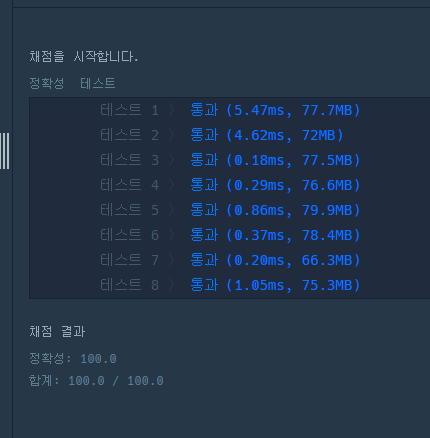 채점을 시작합니다.
정확성 테스트
테스트 1 〉 통과 (5.47ms, 77.7MB)
테스트 2 〉 통과 (4.62ms, 72MB)
테스트 3 〉 통과 (0.18ms, 77.5MB)
테스트 4 〉 통과 (0.29ms, 76.6MB)
테스트 5 〉 통과 (0.86ms, 79.9MB)
테스트 6 〉 통과 (0.37ms, 78.4MB)
테스트 7 〉 통과 (0.20ms, 66.3MB)
테스트 8 〉 통과 (1.05ms, 75.3MB)
채점 결과
정확성: 100.0
합계: 100.0 / 100.0